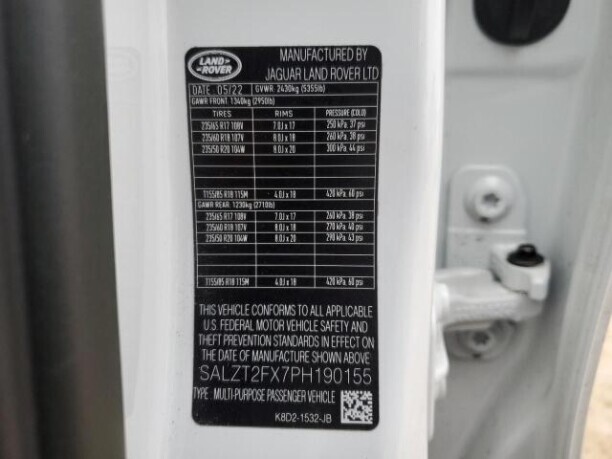 LAND
ROVER
MANUFACTURED BY
JAGUAR LAND ROVER LTD
DATE 05/22 GVWR 2430kg (5355lb)
GAWR FRONT 1340kg (2950lb)
TIRES RIMS PRESSURE (COLD)
235/65 R17 108V 7.0J x 17 250 kPa, 37 psi
235/60 R18 107V 8.0J x 18 260 kPa, 38 psi
235/50 R20 104W 8.0J x 20 300 kPa, 44 psi
T155/85 R18 115M 4.0J x 18 420 kPa, 60 psi
GAWR REAR 1230kg (2710lb)
235/65 R17 108V 7.0J x 17 260 kPa, 38 psi
235/60 R18 107V 8.0J x 18 270 kPa, 40 psi
235/50 R20 104W 8.0J x 20 290 kPa, 43 psi
T155/85 R18 115M 4.0J x 18 420 kPa, 60 psi
THIS VEHICLE CONFORMS TO ALL APPLICABLE
U.S. FEDERAL MOTOR VEHICLE SAFETY AND
THEFT PREVENTION STANDARDS IN EFFECT ON
THE DATE OF MANUFACTURE SHOWN ABOVE
SALZT2FX7PH190155
TYPE : MULTI-PURPOSE PASSENGER VEHICLE
K8D2-1532-JB